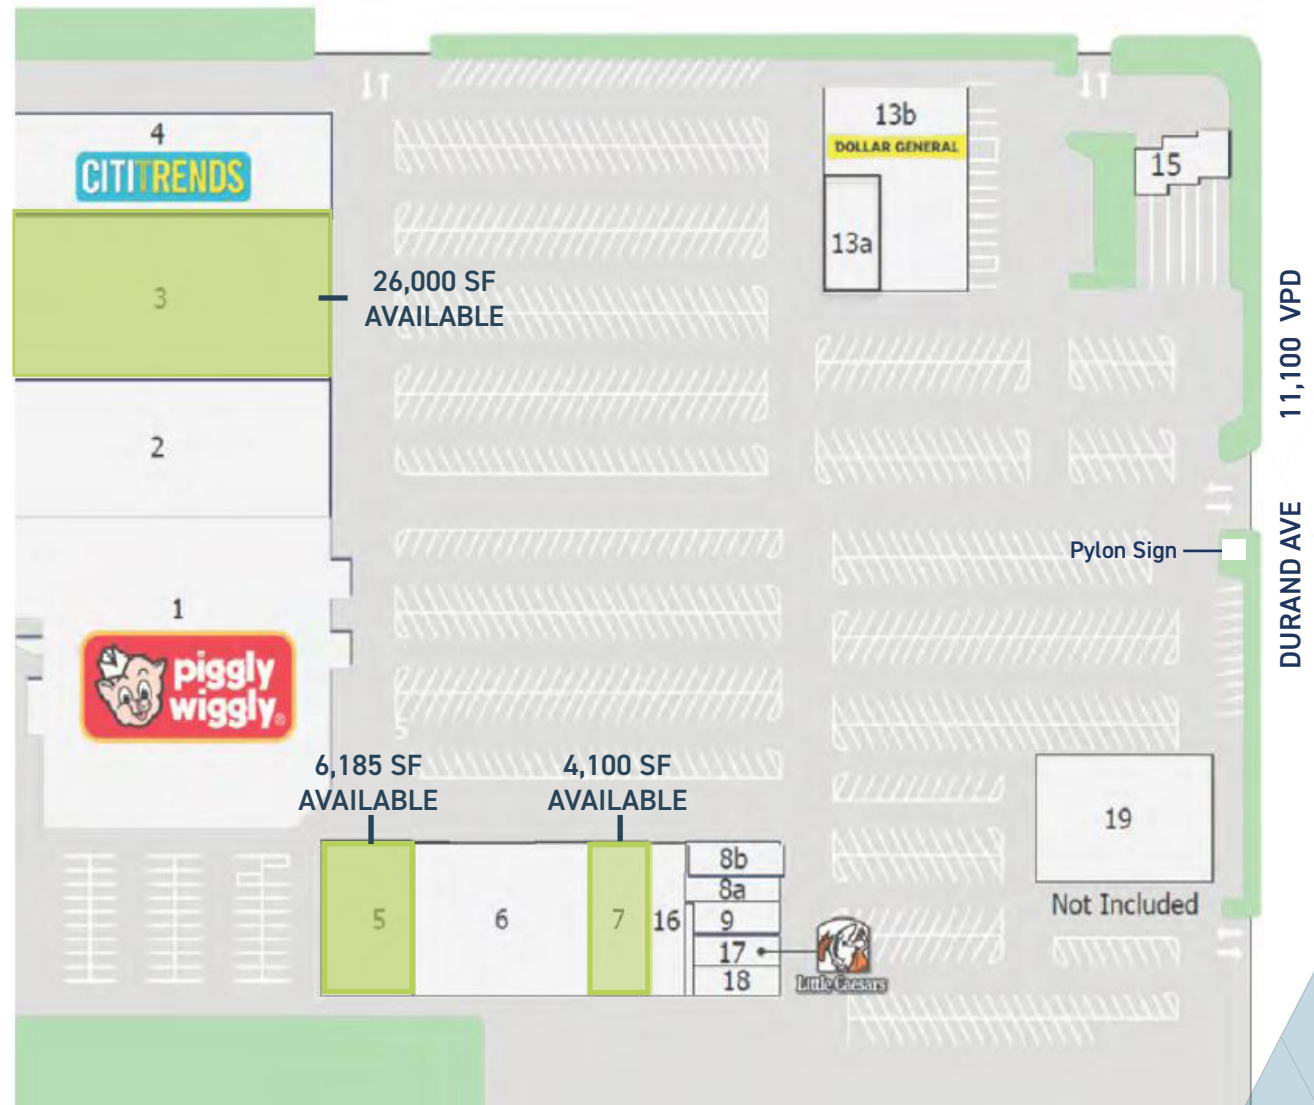 4
CITITRENDS
3
26,000 SF
AVAILABLE
2
1
piggly
wiggly®
13b
DOLLAR GENERAL
13a
15
11,100 VPD
DURAND AVE
Pylon Sign
6,185 SF
AVAILABLE
4,100 SF
AVAILABLE
5
6
7
16
8b
8a
9
17
18
Little Caesars
19
Not Included